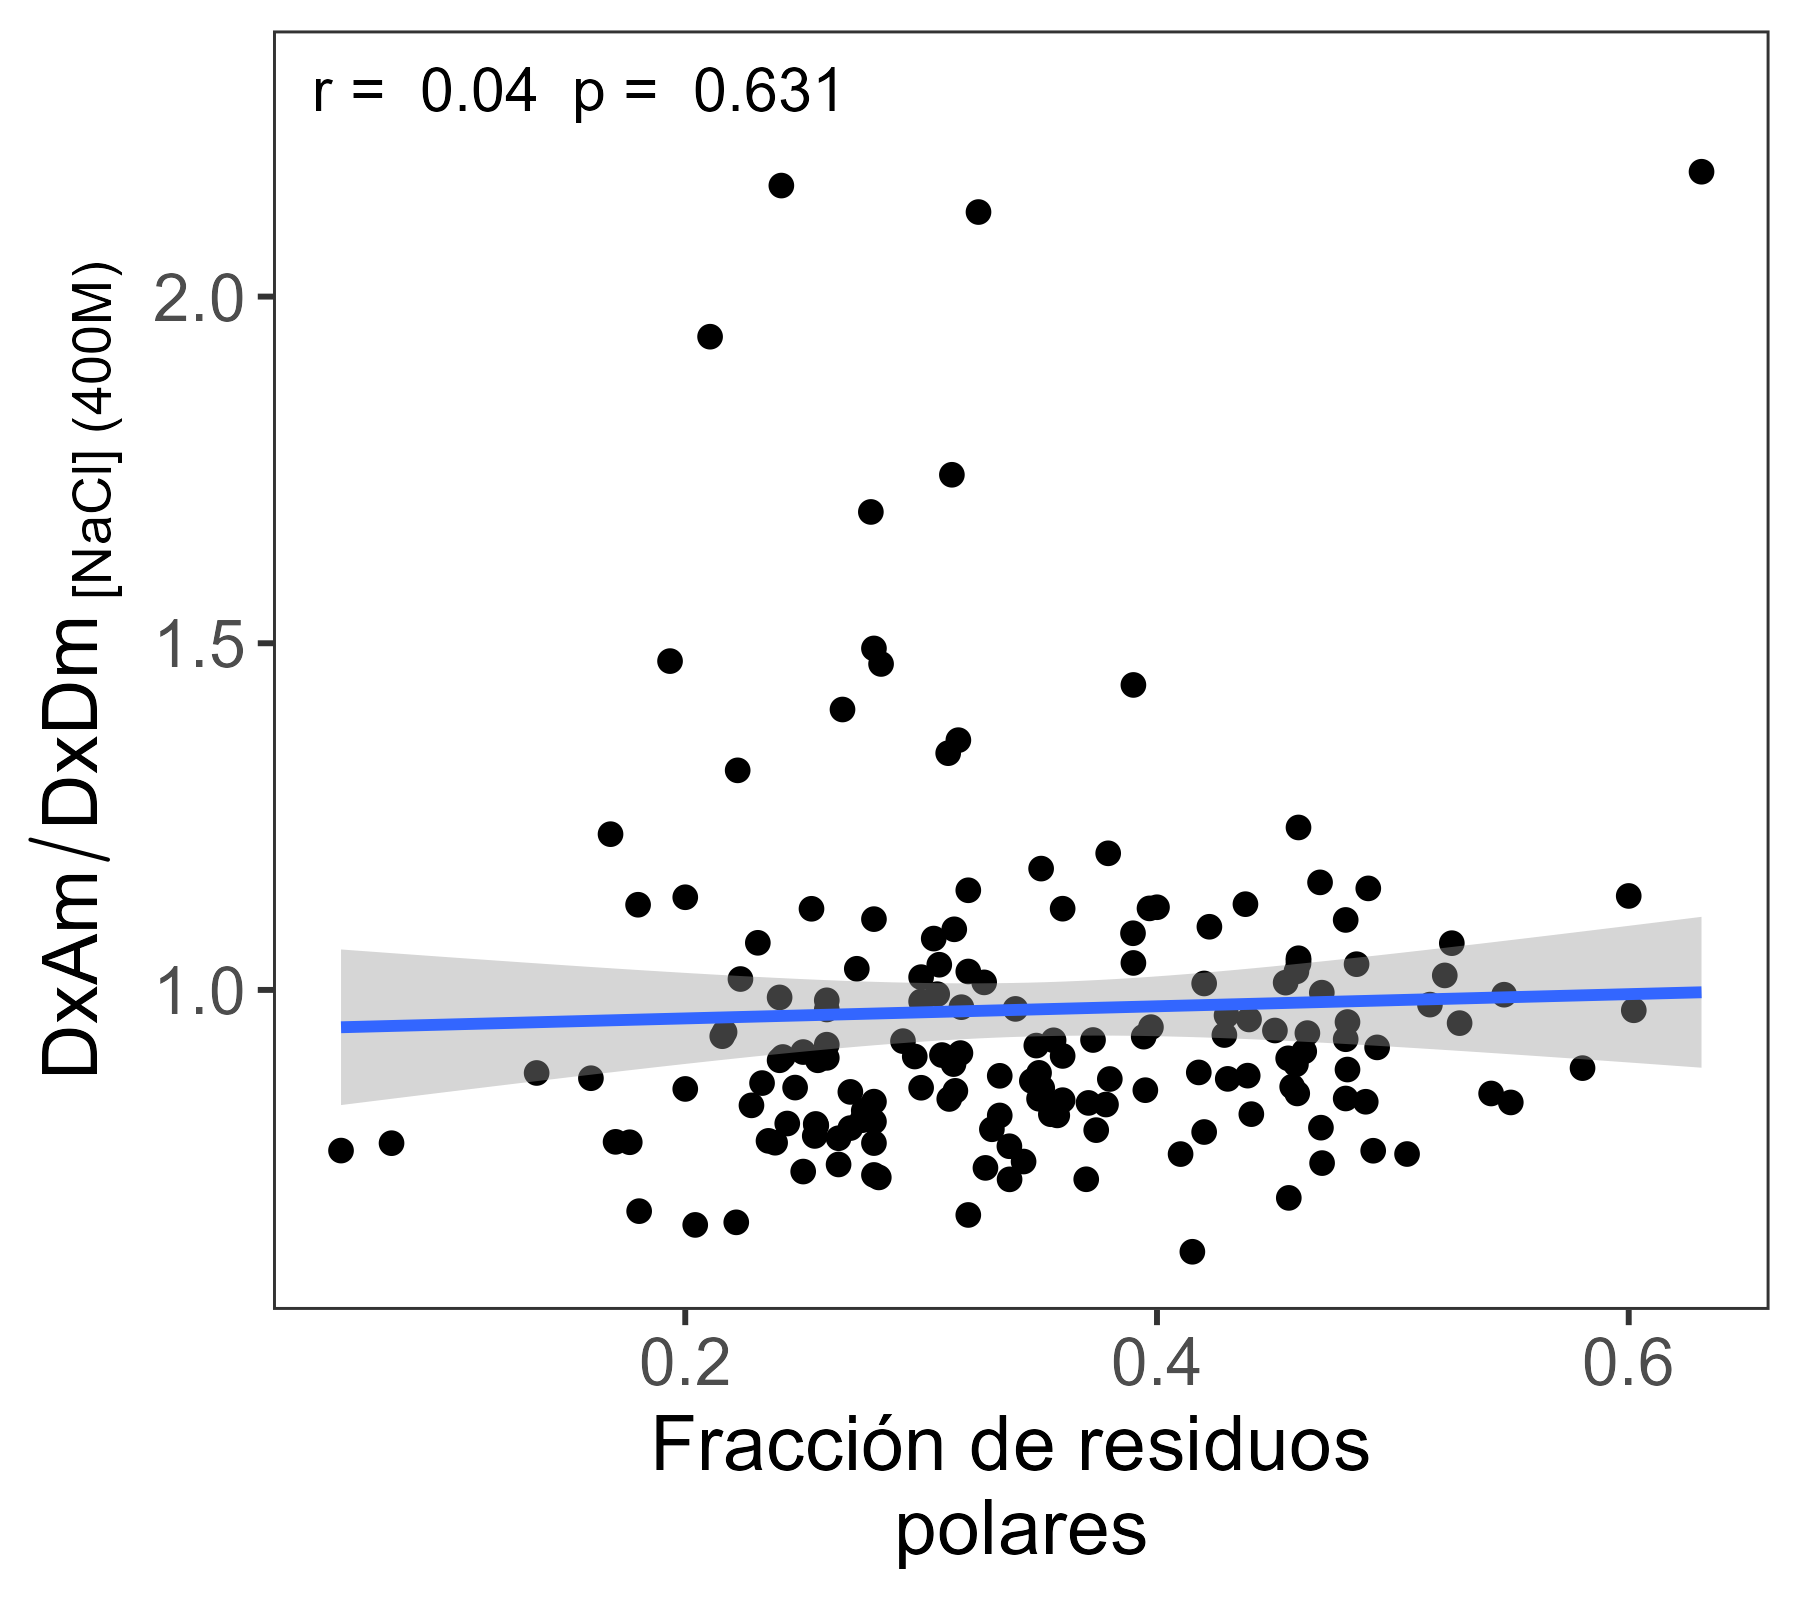 r = 0.04 p = 0.631
DxAm/DxDm [NaCl] (400M)
2.0
1.5
1.0
0.2 0.4 0.6
Fracción de residuos
polares